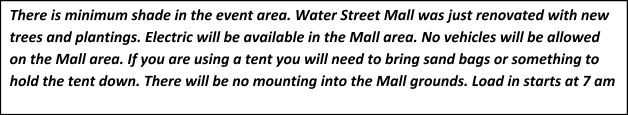 There is minimum shade in the event area. Water Street Mall was just renovated with new
trees and plantings. Electric will be available in the Mall area. No vehicles will be allowed
on the Mall area. If you are using a tent you will need to bring sand bags or something to
hold the tent down. There will be no mounting into the Mall grounds. Load in starts at 7 am